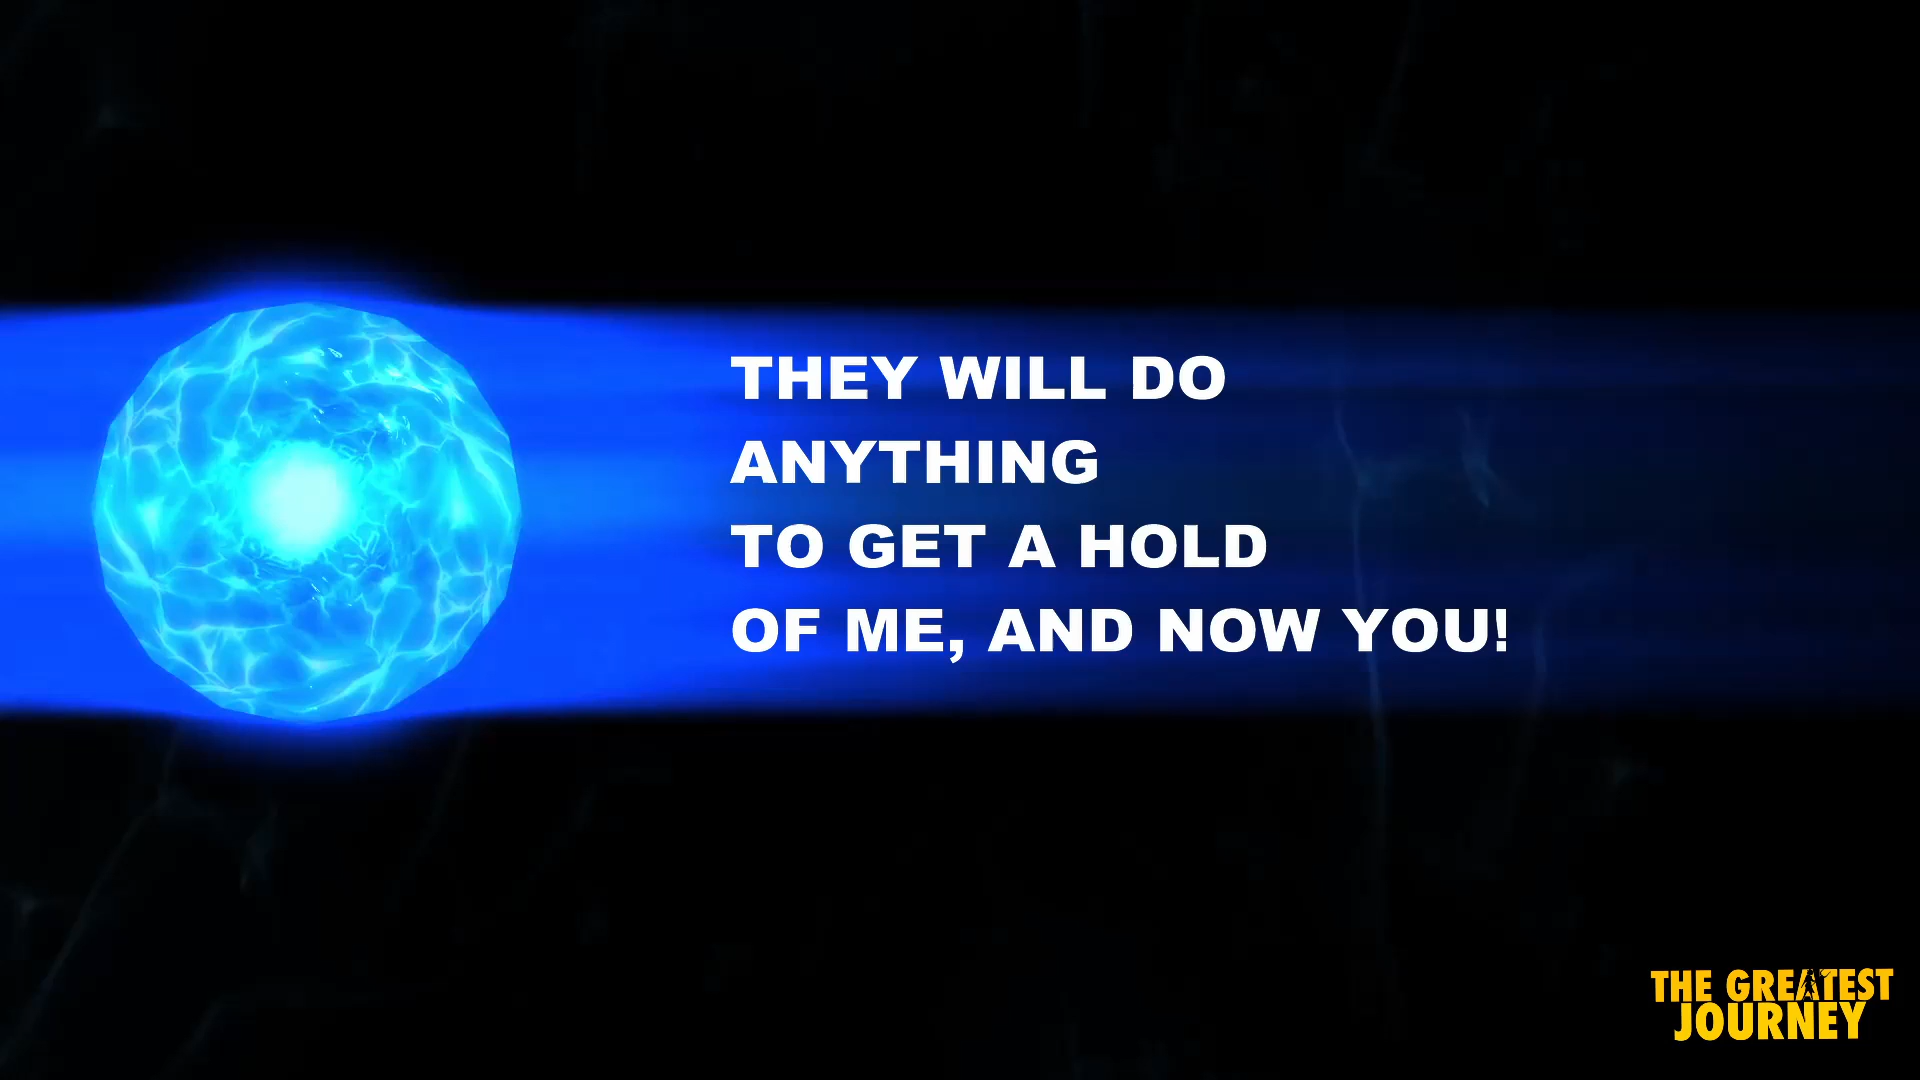 THEY WILL DO
ANYTHING
TO GET A HOLD
OF ME, AND NOW YOU!
THE GREATEST
JOURNEY